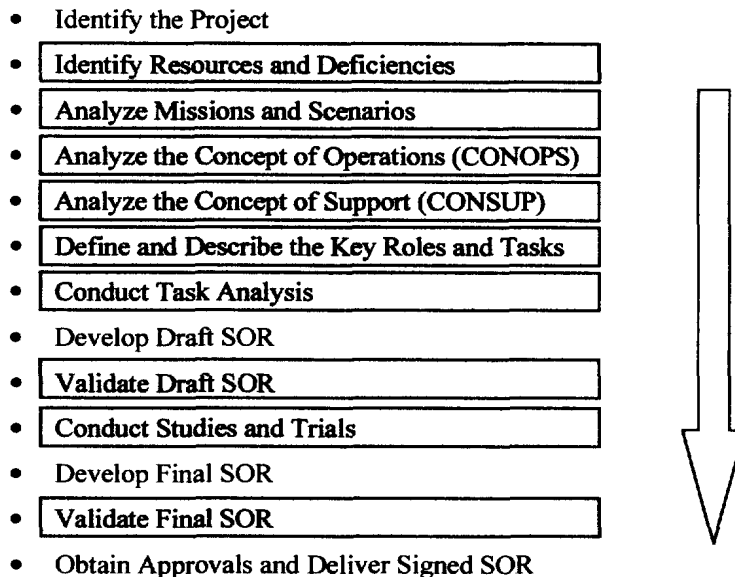 • Identify the Project
• Identify Resources and Deficiencies
• Analyze Missions and Scenarios
• Analyze the Concept of Operations (CONOPS)
• Analyze the Concept of Support (CONSUP)
• Define and Describe the Key Roles and Tasks
• Conduct Task Analysis
• Develop Draft SOR
• Validate Draft SOR
• Conduct Studies and Trials
• Develop Final SOR
• Validate Final SOR
• Obtain Approvals and Deliver Signed SOR